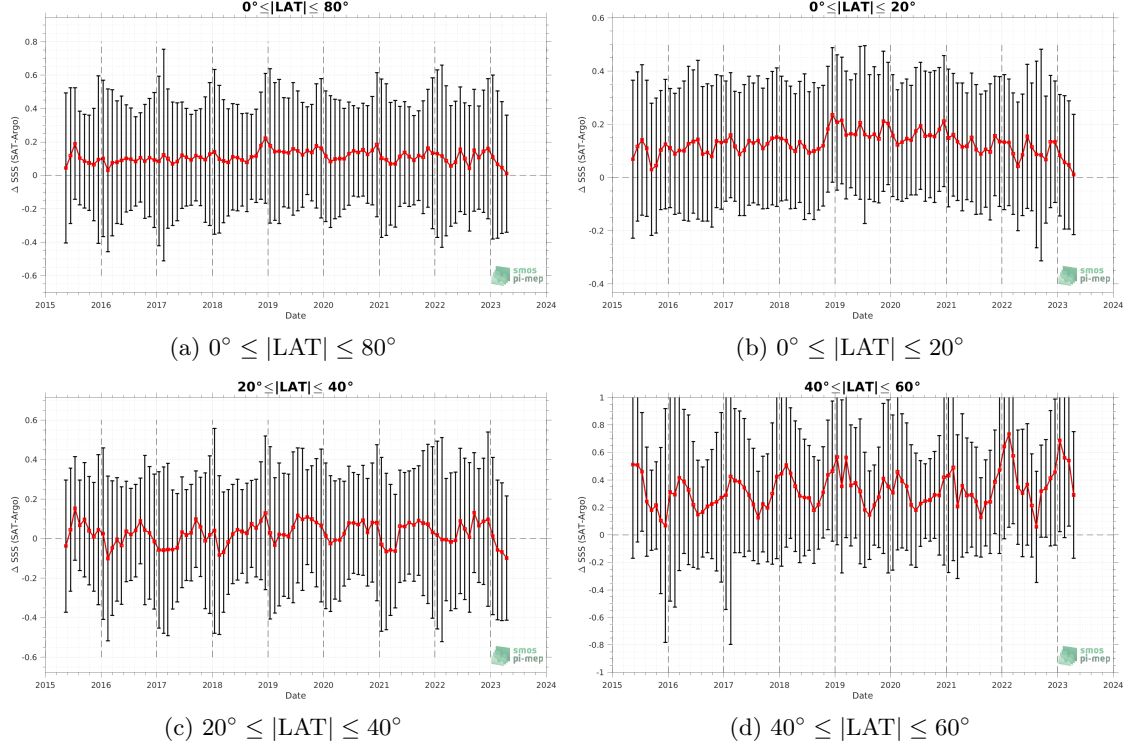 0°≤|LAT|≤ 80°
Δ SSS (SAT-Argo)
0.8
0.6
0.4
0.2
0
-0.2
-0.4
-0.6
2015 2016 2017 2018 2019 2020 2021 2022 2023 2024
Date
smos
pi-mep
(a) 0° ≤ |LAT| ≤ 80°
0°≤|LAT|≤ 20°
Δ SSS (SAT-Argo)
0.6
0.4
0.2
0
-0.2
-0.4
2015 2016 2017 2018 2019 2020 2021 2022 2023 2024
Date
smos
pi-mep
(b) 0° ≤ |LAT| ≤ 20°
20°≤|LAT|≤ 40°
Δ SSS (SAT-Argo)
0.6
0.4
0.2
0
-0.2
-0.4
-0.6
2015 2016 2017 2018 2019 2020 2021 2022 2023 2024
Date
smos
pi-mep
(c) 20° ≤ |LAT| ≤ 40°
40°≤|LAT|≤ 60°
Δ SSS (SAT-Argo)
1
0.8
0.6
0.4
0.2
0
-0.2
-0.4
-0.6
-0.8
-1
2015 2016 2017 2018 2019 2020 2021 2022 2023 2024
Date
smos
pi-mep
(d) 40° ≤ |LAT| ≤ 60°